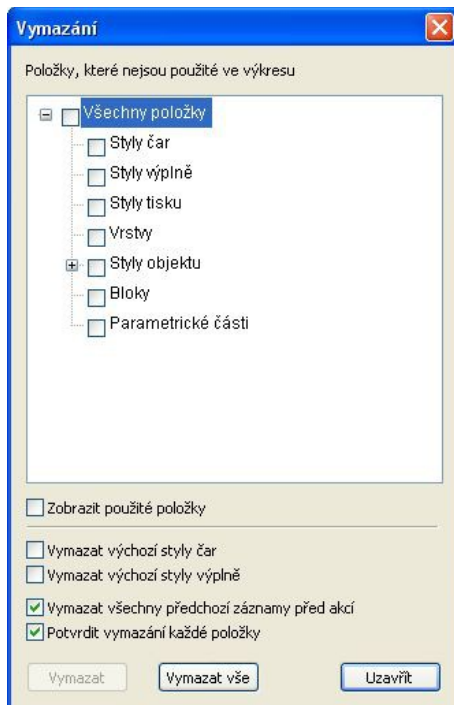 Vymazání
Položky, které nejsou použité ve výkresu
Všechny položky
Styly čar
Styly výplně
Styly tisku
Vrstvy
Styly objektu
Bloky
Parametrické části
Zobrazit použité položky
Vymazat výchozí styly čar
Vymazat výchozí styly výplně
Vymazat všechny předchozí záznamy před akcí
Potvrdit vymazání každé položky
Vymazat Vymazat vše Uzavřít